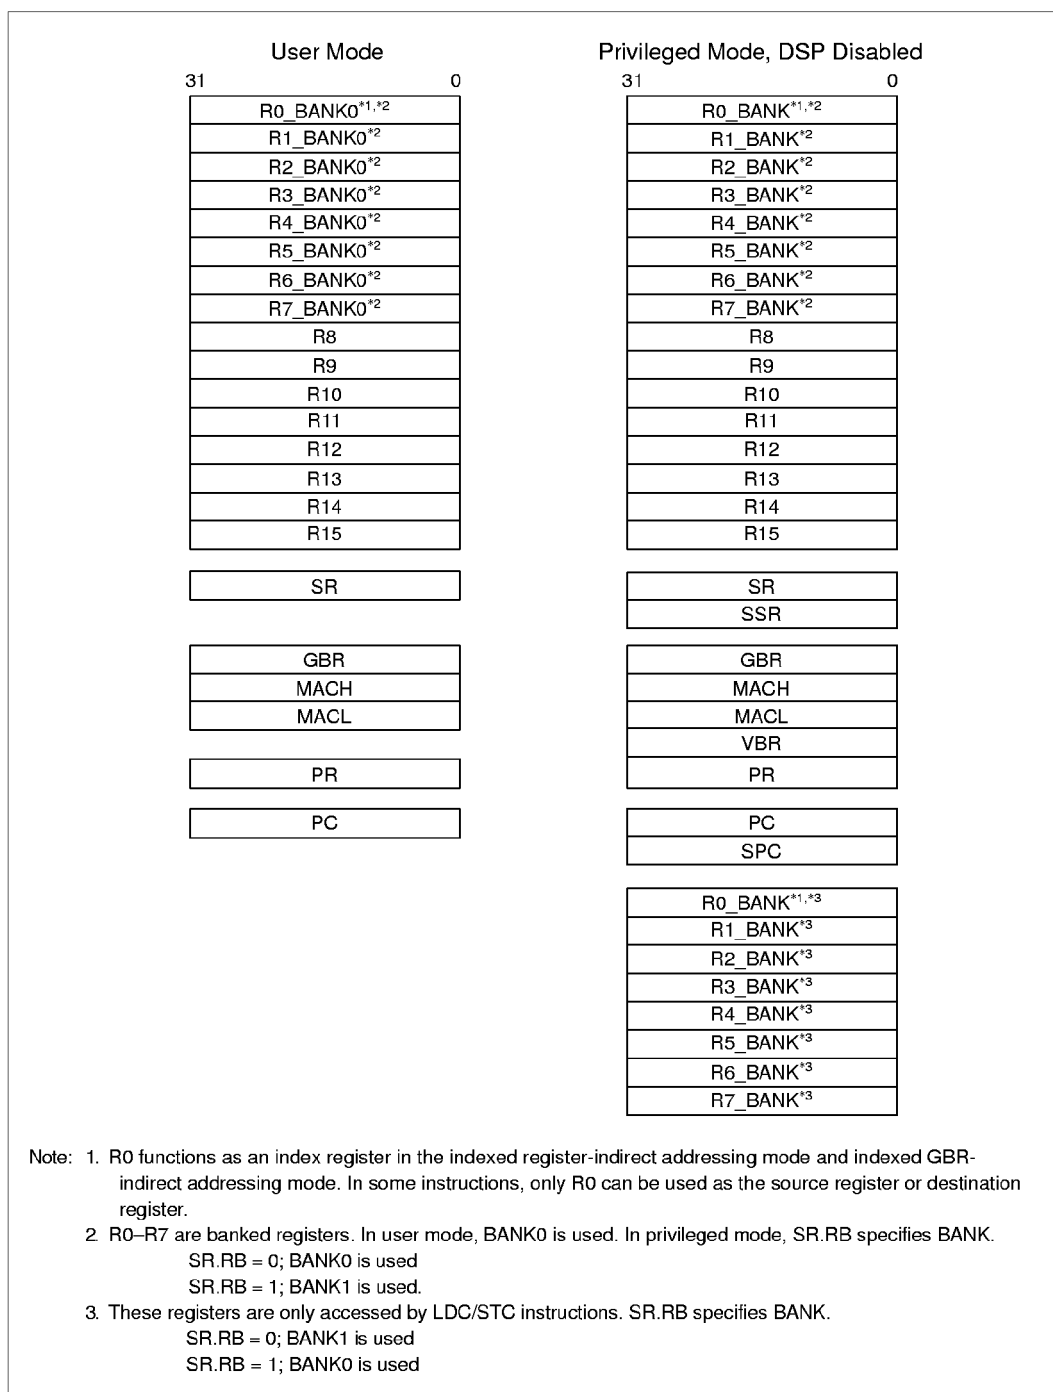 User Mode
31 0
R0_BANK0*1,*2
R1_BANK0*2
R2_BANK0*2
R3_BANK0*2
R4_BANK0*2
R5_BANK0*2
R6_BANK0*2
R7_BANK0*2
R8
R9
R10
R11
R12
R13
R14
R15
SR
GBR
MACH
MACL
PR
PC
Privileged Mode, DSP Disabled
31 0
R0_BANK*1,*2
R1_BANK*2
R2_BANK*2
R3_BANK*2
R4_BANK*2
R5_BANK*2
R6_BANK*2
R7_BANK*2
R8
R9
R10
R11
R12
R13
R14
R15
SR
SSR
GBR
MACH
MACL
VBR
PR
PC
SPC
R0_BANK*1,*3
R1_BANK*3
R2_BANK*3
R3_BANK*3
R4_BANK*3
R5_BANK*3
R6_BANK*3
R7_BANK*3
Note: 1. R0 functions as an index register in the indexed register-indirect addressing mode and indexed GBR-
indirect addressing mode. In some instructions, only R0 can be used as the source register or destination
register.
2. R0–R7 are banked registers. In user mode, BANK0 is used. In privileged mode, SR.RB specifies BANK.
SR.RB = 0; BANK0 is used
SR.RB = 1; BANK1 is used.
3. These registers are only accessed by LDC/STC instructions. SR.RB specifies BANK.
SR.RB = 0; BANK1 is used
SR.RB = 1; BANK0 is used